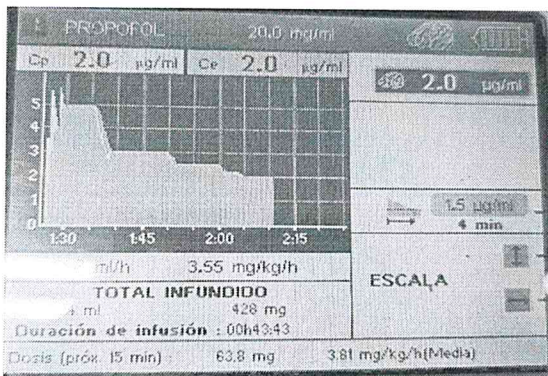 PROPOFOL 20.0 mg/ml
Cp 2.0 µg/ml Ce 2.0 µg/ml
2.0 µg/ml
5
4
3
2
1
0
1:30 1:45 2:00 2:15
1.5 µg/ml
4 min
ml/h 3.55 mg/kg/h
ESCALA
TOTAL INFUNDIDO
ml 428 mg
Duración de infusión : 00h43:43
Dosis (próx. 15 min) : 63.8 mg 3.81 mg/kg/h(Media)